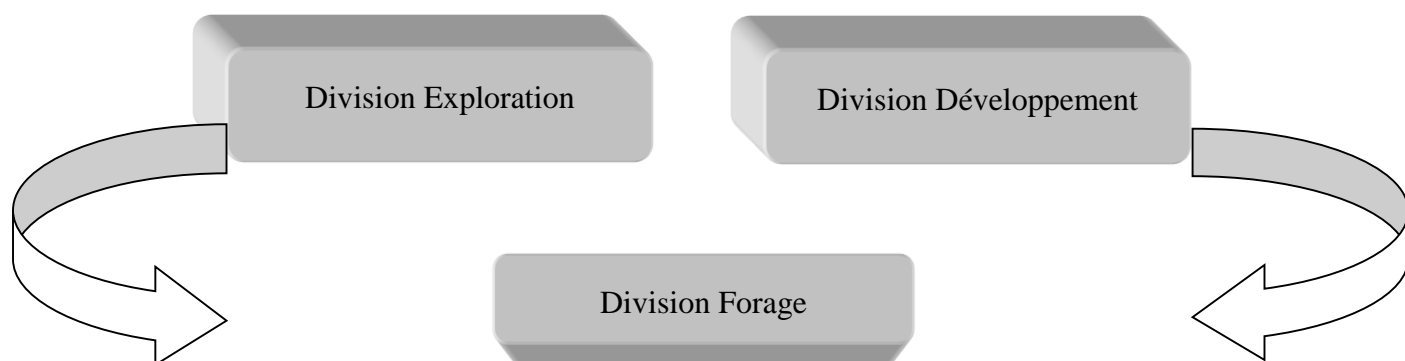 Division Exploration
Division Développement
Division Forage